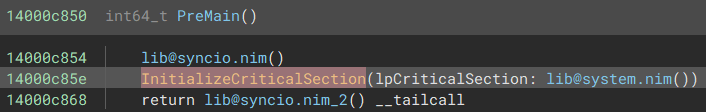 14000c850 int64_t PreMain()
14000c854 lib@syncio.nim()
14000c85e InitializeCriticalSection(lpCriticalSection: lib@system.nim())
14000c868 return lib@syncio.nim_2() __tailcall